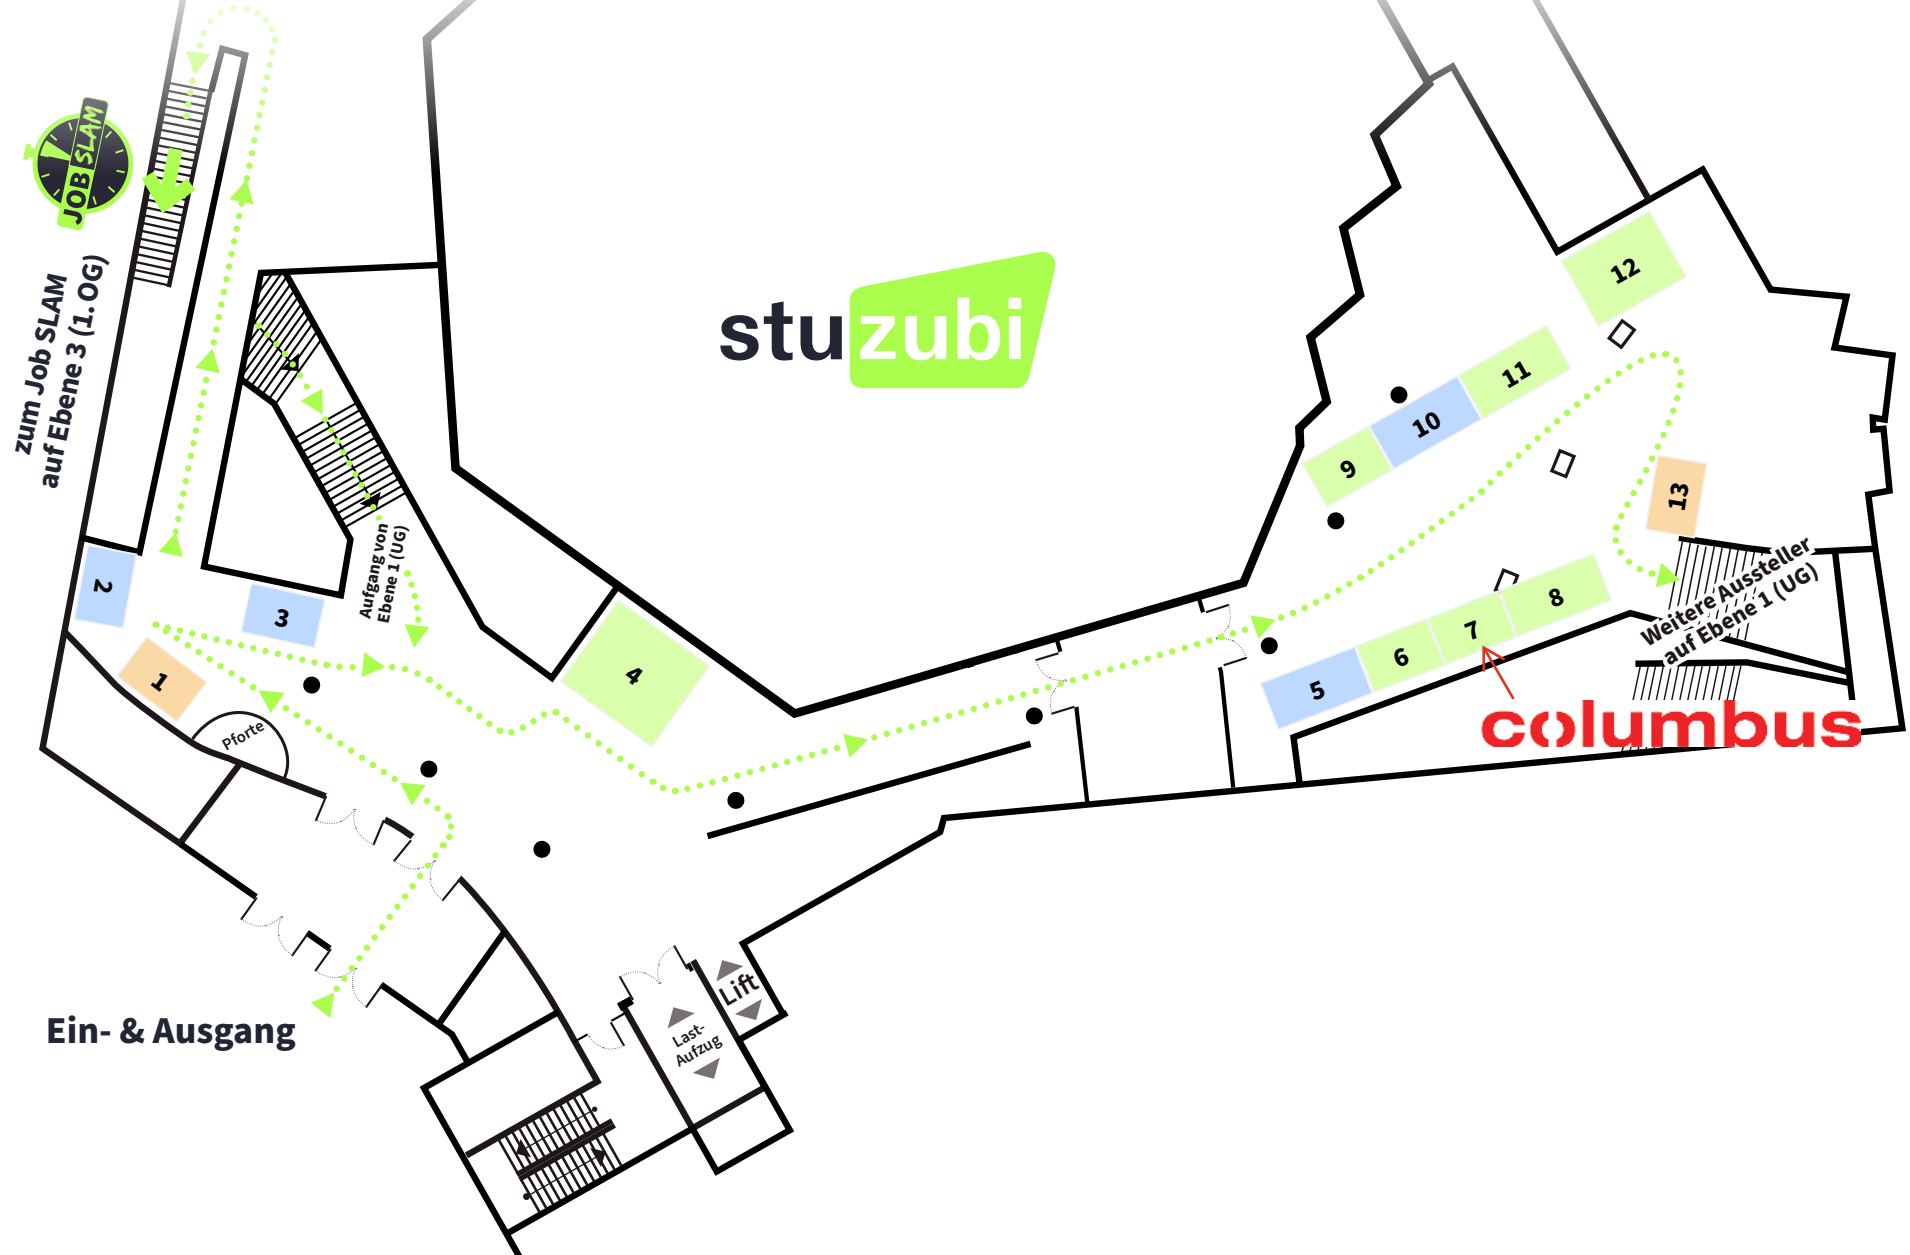 JOB SLAM
zum Job SLAM
auf Ebene 3 (1. OG)
stuzubi
12
11
10
9
13
Aufgang von
Ebene 1 (UG)
2
3
1
4
Pforte
8
7
6
5
Weitere Aussteller
auf Ebene 1 (UG)
columbus
Lift
Last-
Aufzug
Ein- & Ausgang